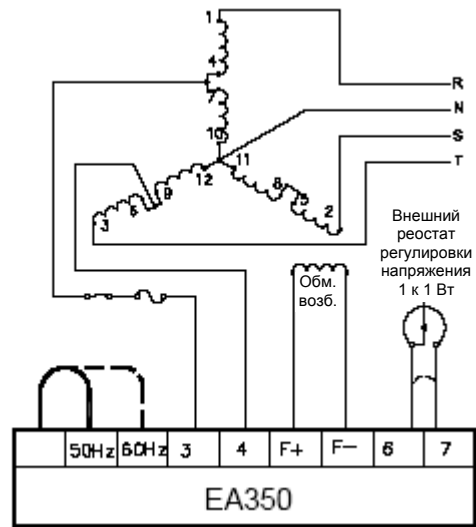 1
4
7
10
R
N
S
T
12
11
9
6
3
8
5
2
Внешний
реостат
регулировки
напряжения
1 к 1 Вт
Обм.
возб.
50Hz 60Hz 3 4 F+ F− 6 7
EA350